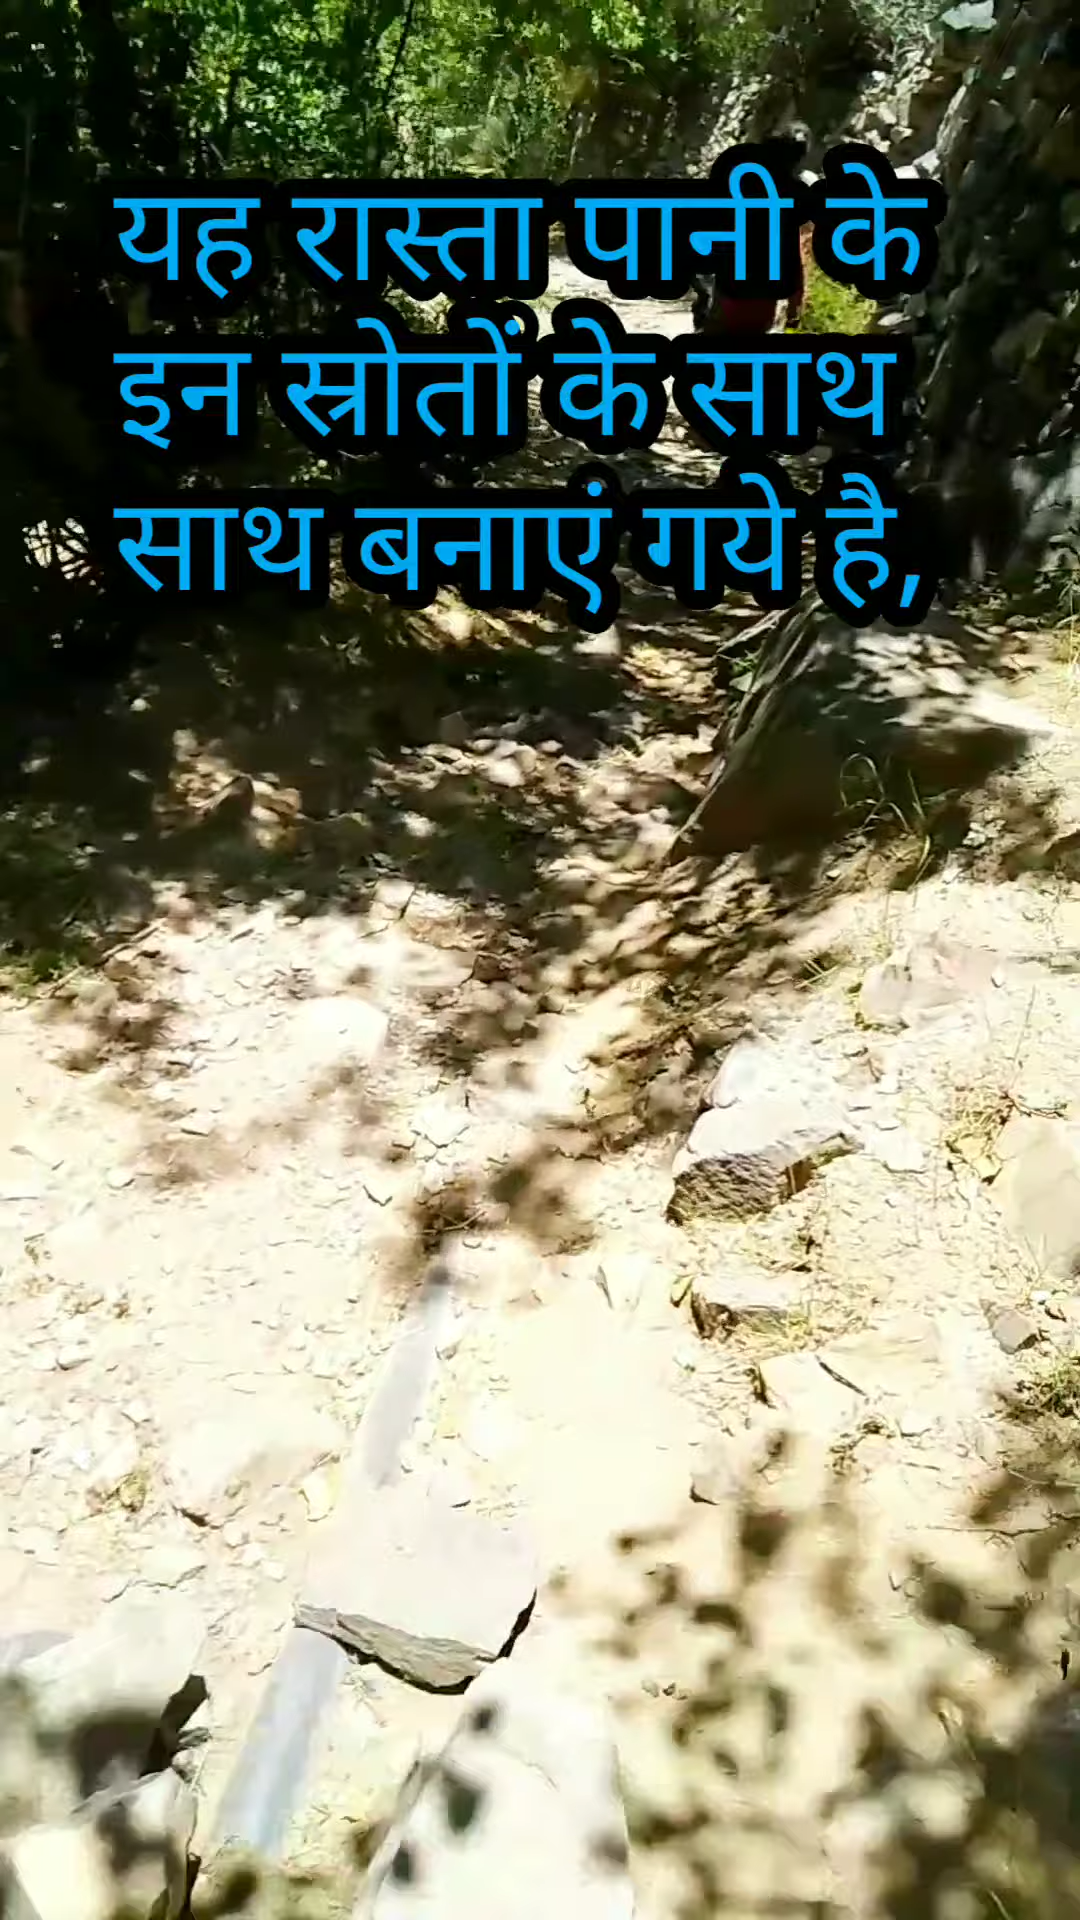 यह रास्ता पानी के
इन स्रोतों के साथ
साथ बनाएं गये है,